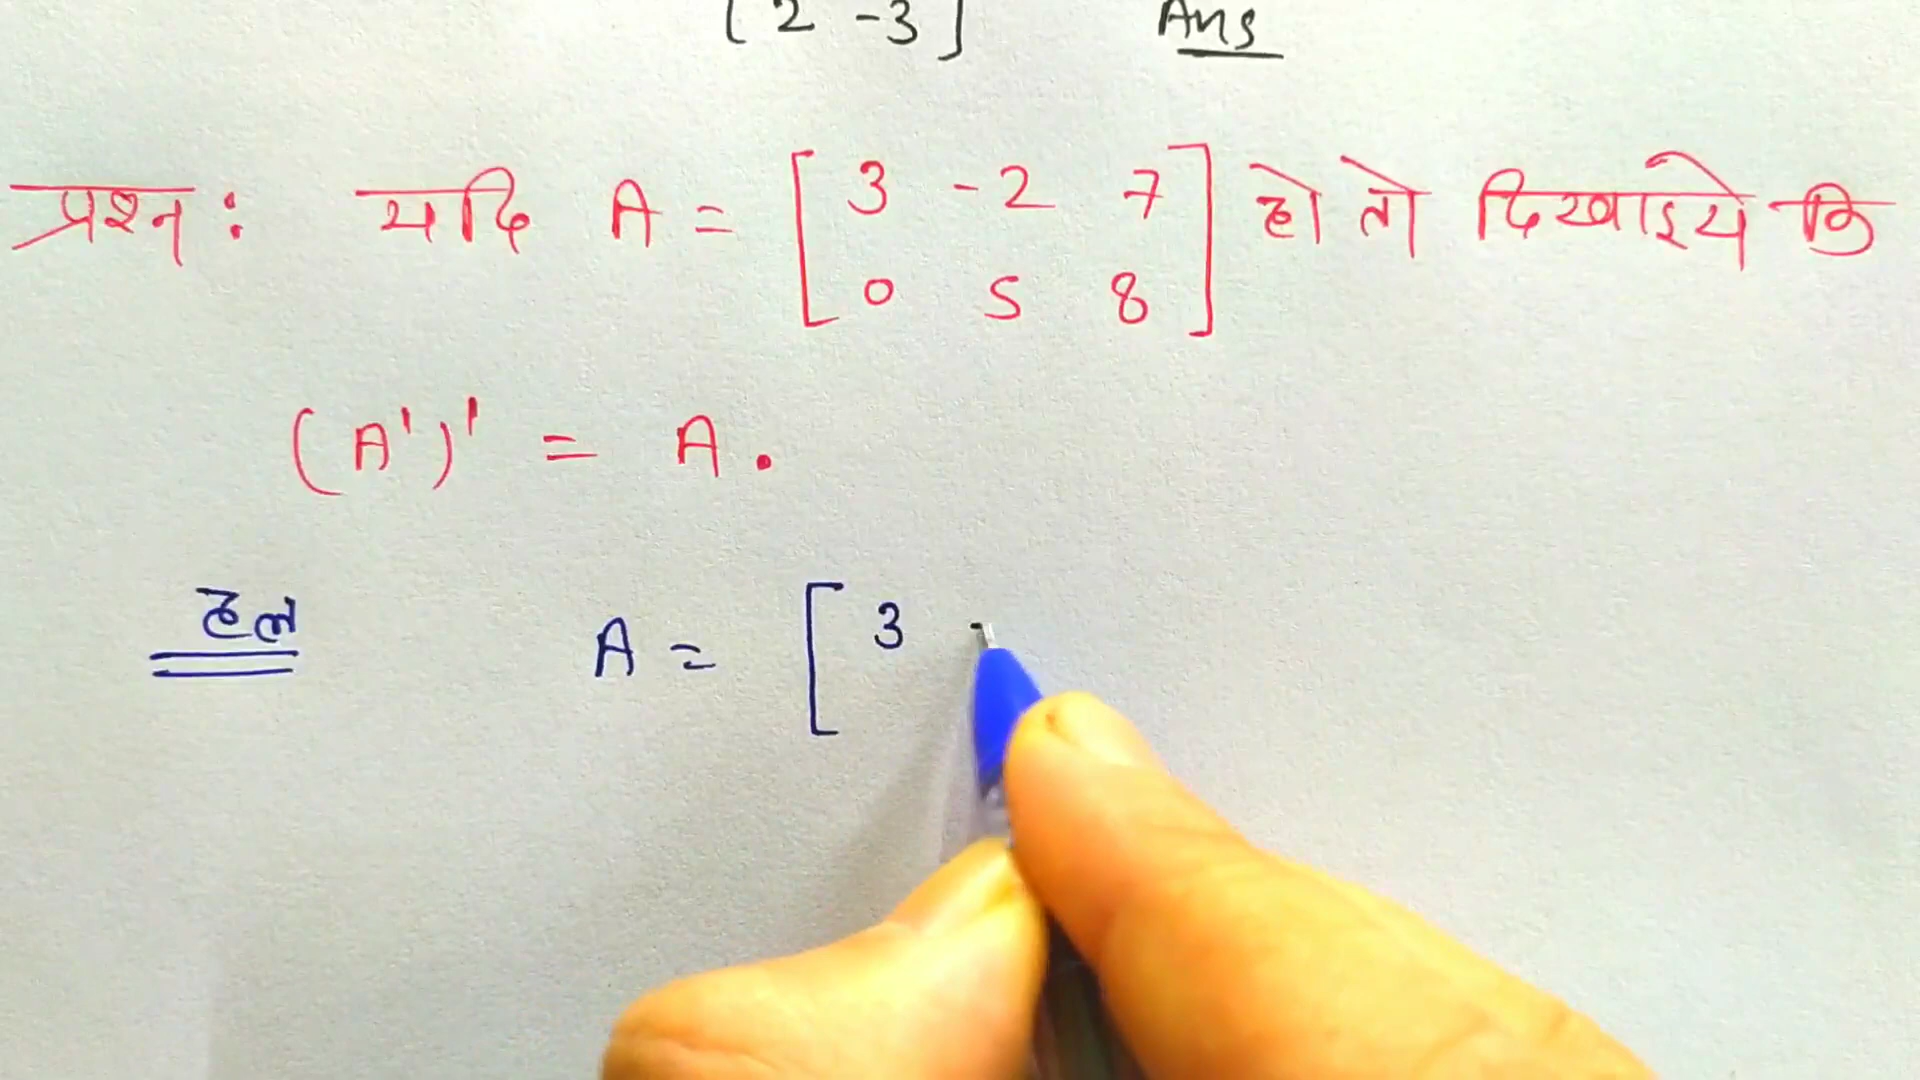 [ 2 -3 ] Ans
प्रश्न : यदि A = [ 3 -2 7 ] हो तो दिखाइये कि
0 5 8
(A')' = A .
हल A = [ 3 -